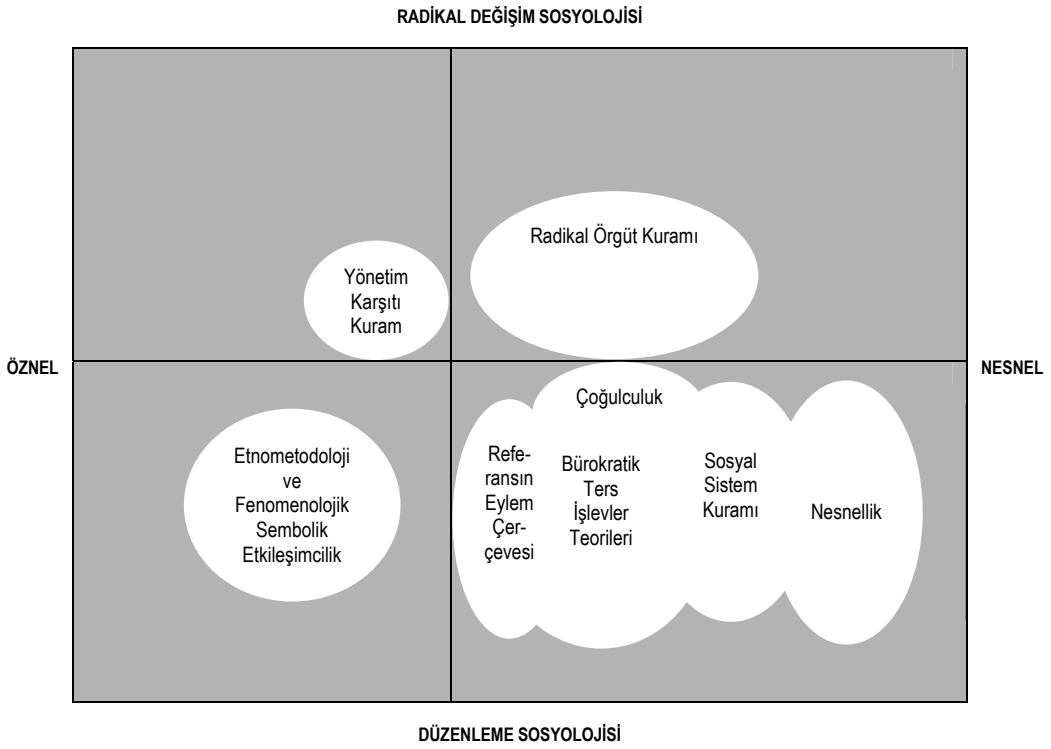 RADİKAL DEĞİŞİM SOSYOLOJİSİ
Radikal Örgüt Kuramı
Yönetim
Karşıtı
Kuram
ÖZNEL
NESNEL
Etnometodoloji
ve
Fenomenolojik
Sembolik
Etkileşimcilik
Refe-
ransın
Eylem
Çer-
çevesi
Çoğulculuk
Bürokratik
Ters
İşlevler
Teorileri
Sosyal
Sistem
Kuramı
Nesnellik
DÜZENLEME SOSYOLOJİSİ